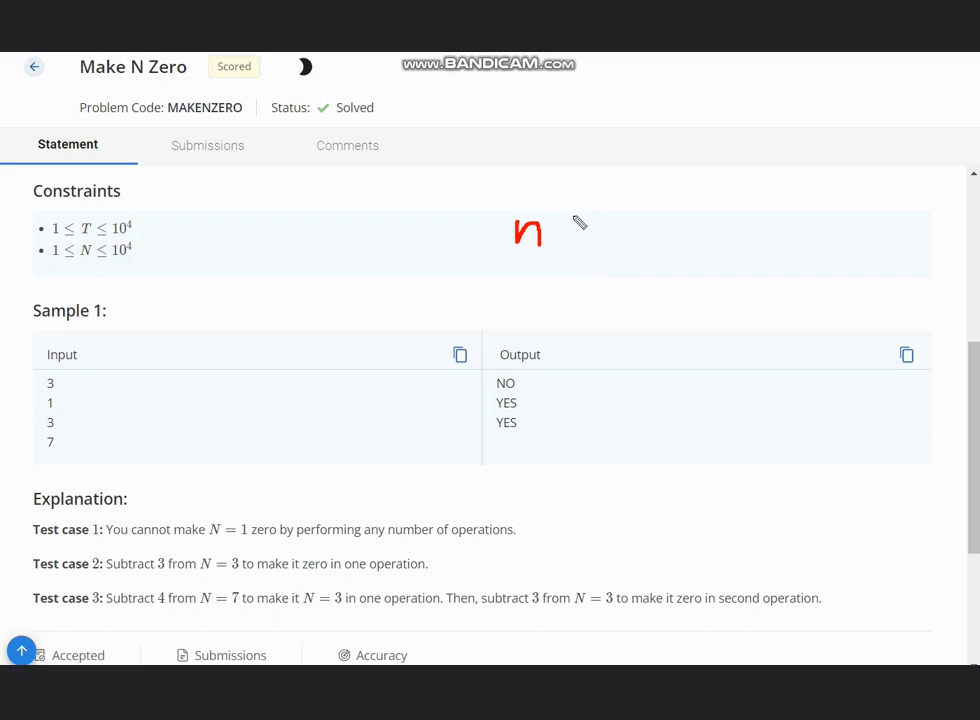 Make N Zero Scored www.BANDICAM.com
Problem Code: MAKENZERO Status: Solved
Statement Submissions Comments
Constraints
• 1 ≤ T ≤ 10⁴
• 1 ≤ N ≤ 10⁴
n
Sample 1:
Input Output
3 NO
1 YES
3 YES
7
Explanation:
Test case 1: You cannot make N = 1 zero by performing any number of operations.
Test case 2: Subtract 3 from N = 3 to make it zero in one operation.
Test case 3: Subtract 4 from N = 7 to make it N = 3 in one operation. Then, subtract 3 from N = 3 to make it zero in second operation.
Accepted Submissions Accuracy